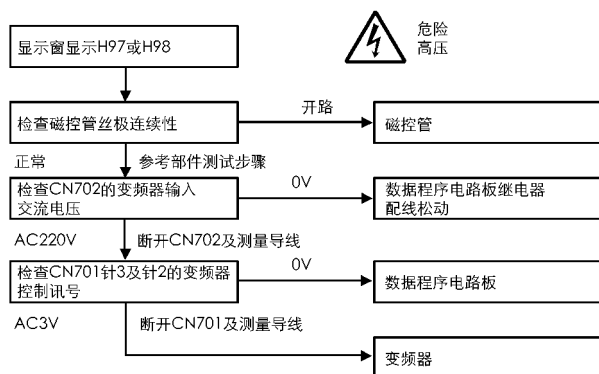 显示窗显示H97或H98
危险
高压
检查磁控管丝极连续性
开路
磁控管
正常
参考部件测试步骤
检查CN702的变频器输入
交流电压
0V
数据程序电路板继电器
配线松动
AC220V
断开CN702及测量导线
检查CN701针3及针2的变频器
控制讯号
0V
数据程序电路板
AC3V
断开CN701及测量导线
变频器